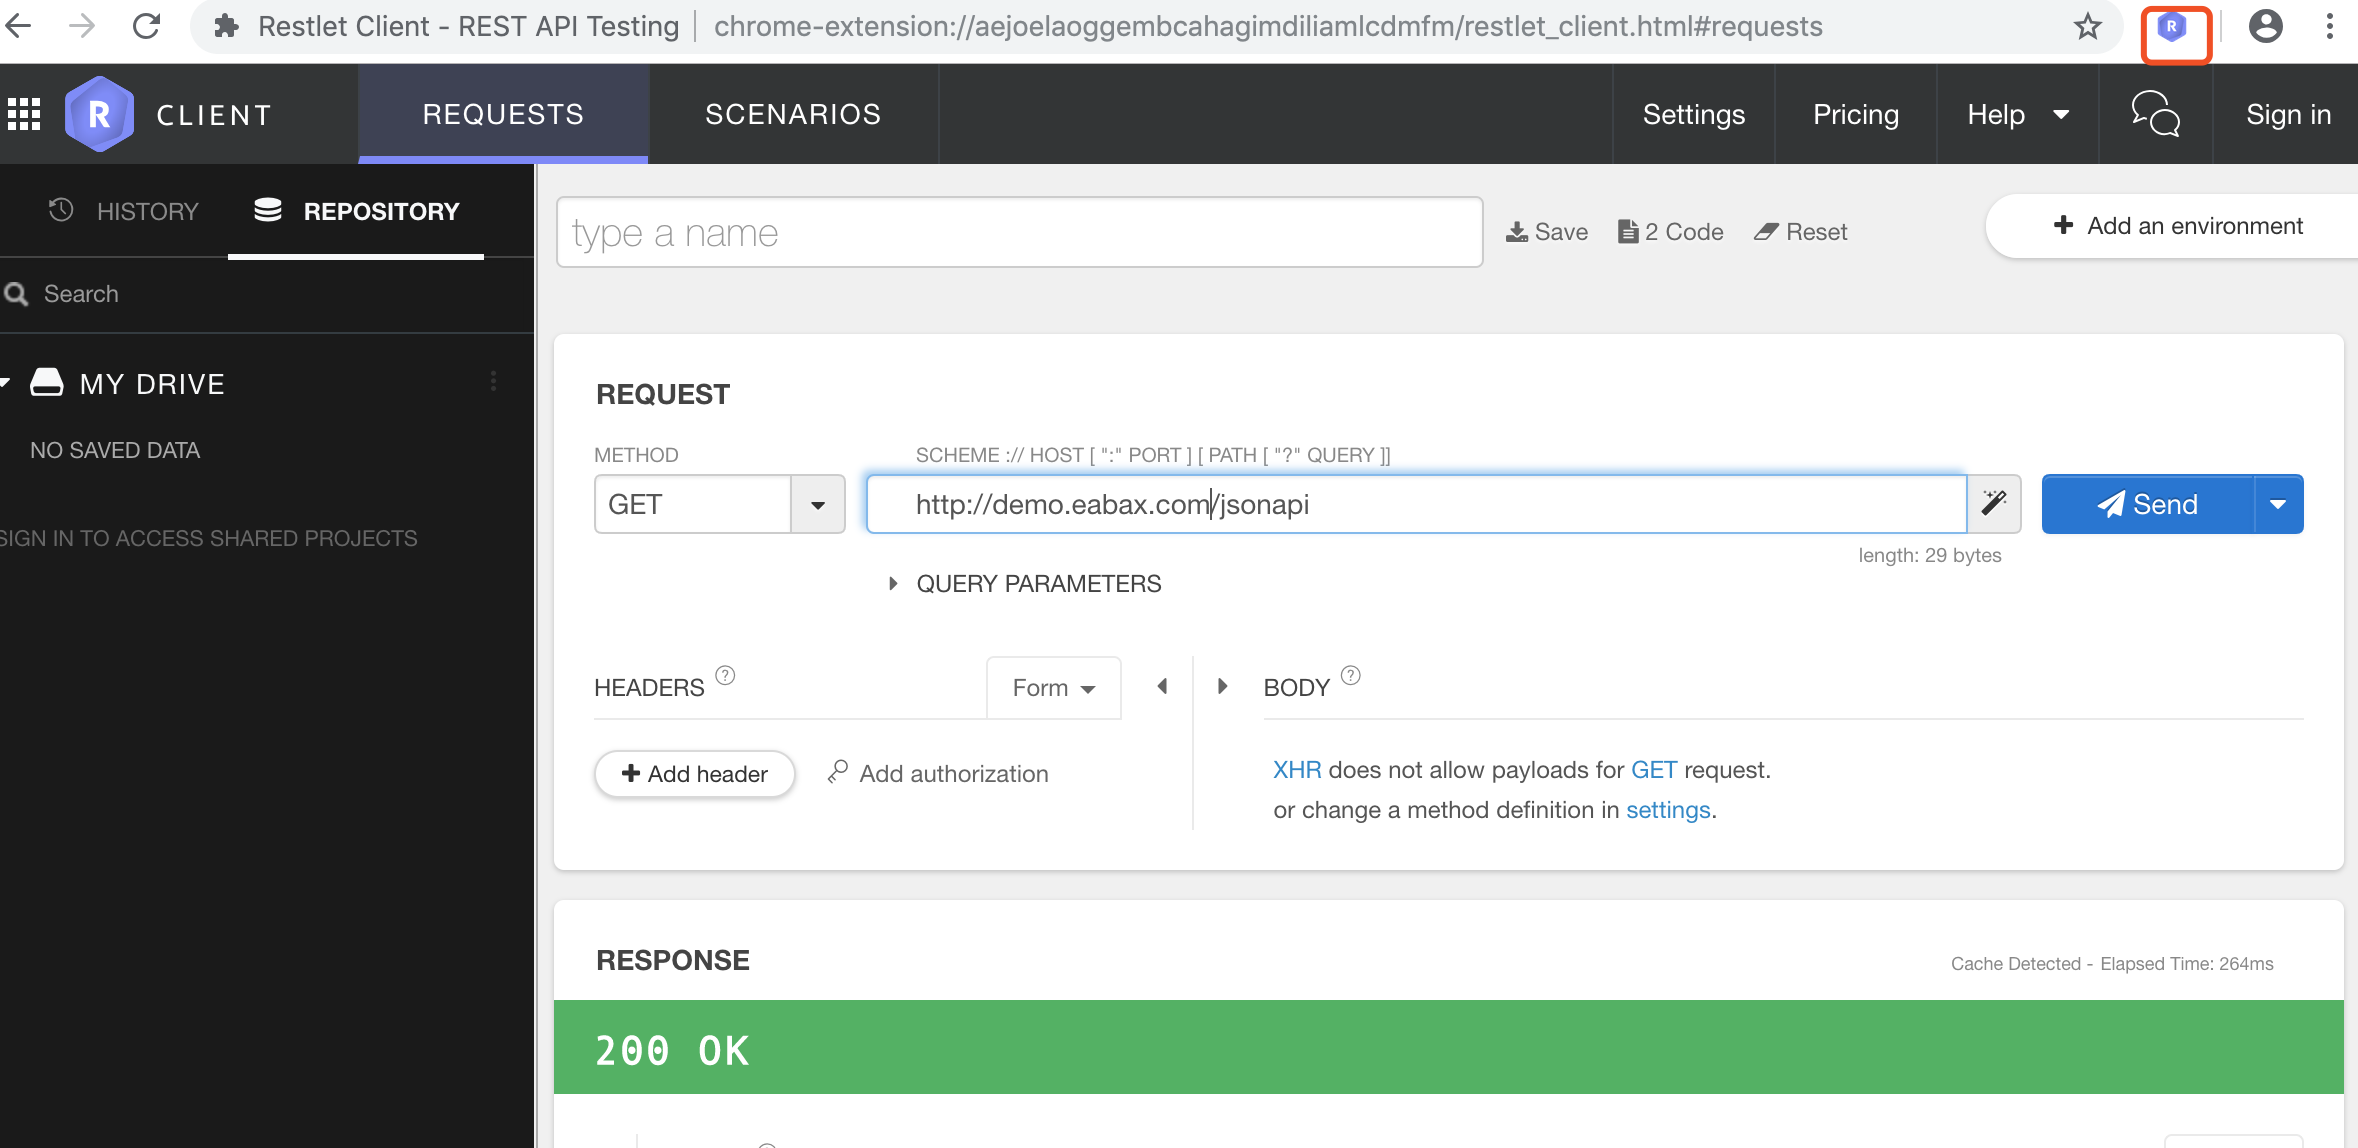 Restlet Client - REST API Testing | chrome-extension://aejoelaoggembcahagimdiliamlcdmfm/restlet_client.html#requests
R
R CLIENT REQUESTS SCENARIOS Settings Pricing Help Sign in
HISTORY REPOSITORY
type a name
Save 2 Code Reset
+ Add an environment
Search
MY DRIVE
NO SAVED DATA
SIGN IN TO ACCESS SHARED PROJECTS
REQUEST
METHOD SCHEME :// HOST [ ":" PORT ] [ PATH [ "?" QUERY ]]
GET http://demo.eabax.com/jsonapi Send
length: 29 bytes
QUERY PARAMETERS
HEADERS ? Form BODY ?
+ Add header Add authorization
XHR does not allow payloads for GET request.
or change a method definition in settings.
RESPONSE
Cache Detected - Elapsed Time: 264ms
200 OK